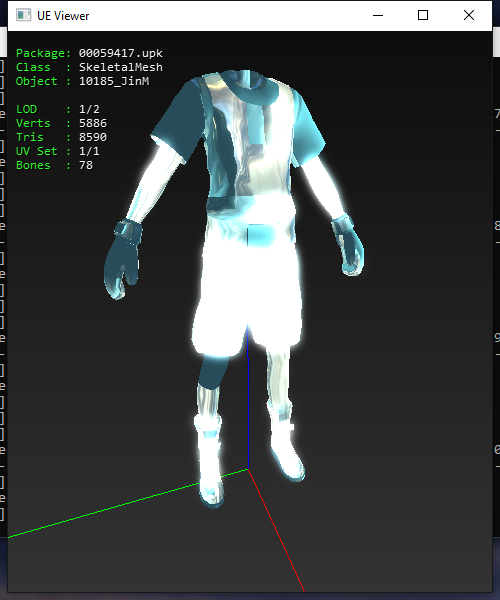 UE Viewer
Package: 00059417.upk
Class : SkeletalMesh
Object : 10185_JinM
LOD : 1/2
Verts : 5886
Tris : 8590
UV Set : 1/1
Bones : 78